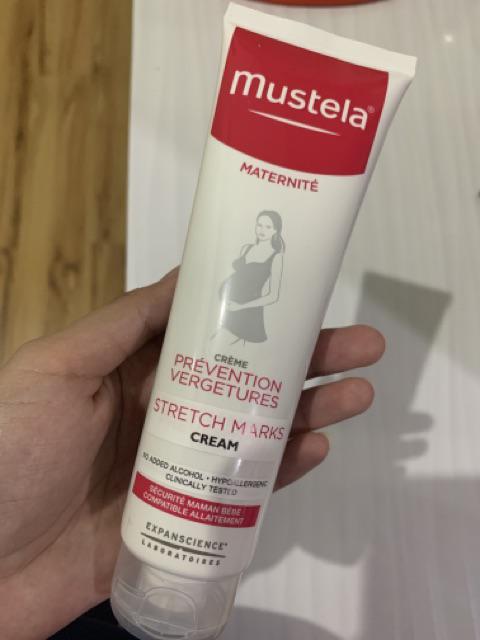 mustela®
MATERNITÉ
CRÈME
PRÉVENTION
VERGETURES
STRETCH MARKS
CREAM
NO ADDED ALCOHOL • HYPOALLERGENIC
CLINICALLY TESTED
SÉCURITÉ MAMAN BÉBÉ
COMPATIBLE ALLAITEMENT
EXPANSCIENCE®
LABORATOIRES